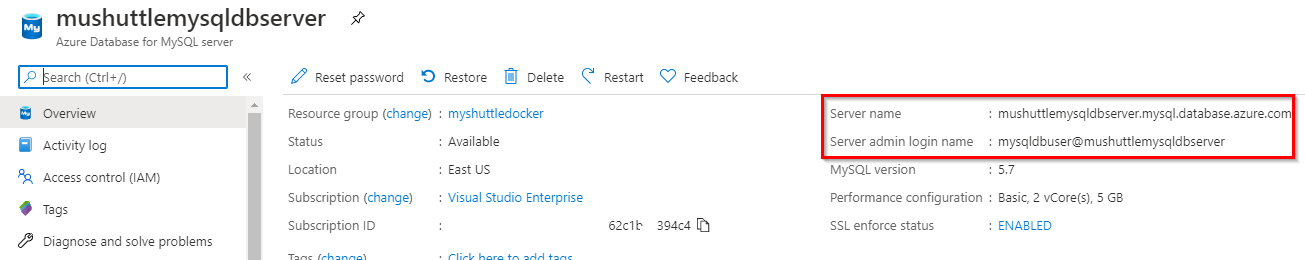 mushuttlemysqldbserver
Azure Database for MySQL server
Search (Ctrl+/)
«
Reset password Restore Delete Restart Feedback
Overview
Activity log
Access control (IAM)
Tags
Diagnose and solve problems
Resource group (change) : myshuttledocker
Status : Available
Location : East US
Subscription (change) : Visual Studio Enterprise
Subscription ID : 62c1b 394c4
Tags (change) : Click here to add tags
Server name : mushuttlemysqldbserver.mysql.database.azure.com
Server admin login name : mysqldbuser@mushuttlemysqldbserver
MySQL version : 5.7
Performance configuration : Basic, 2 vCore(s), 5 GB
SSL enforce status : ENABLED